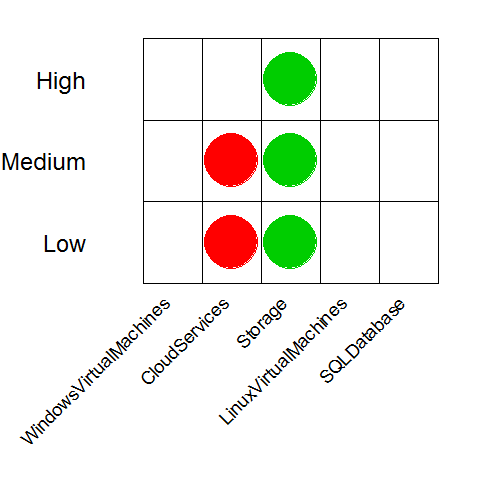 High
Medium
Low
WindowsVirtualMachines
CloudServices
Storage
LinuxVirtualMachines
SQLDatabase